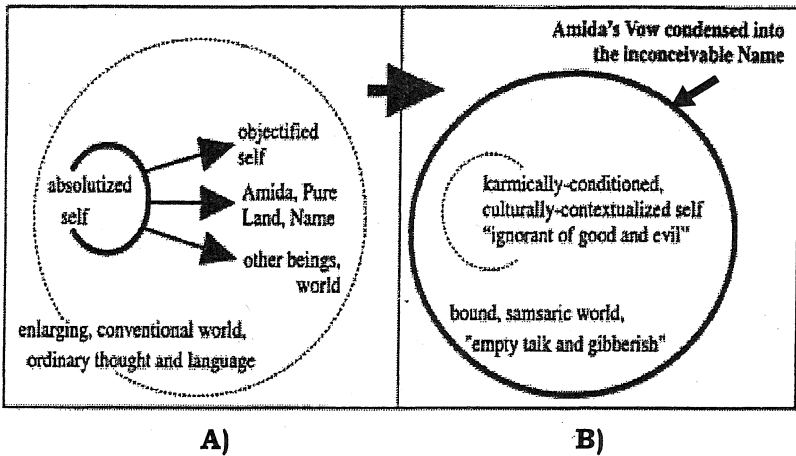 absolutized
self
objectified
self
Amida, Pure
Land, Name
other beings,
world
enlarging, conventional world,
ordinary thought and language
A)
Amida's Vow condensed into
the inconceivable Name
karmically-conditioned,
culturally-contextualized self
"ignorant of good and evil"
bound, samsaric world,
"empty talk and gibberish"
B)